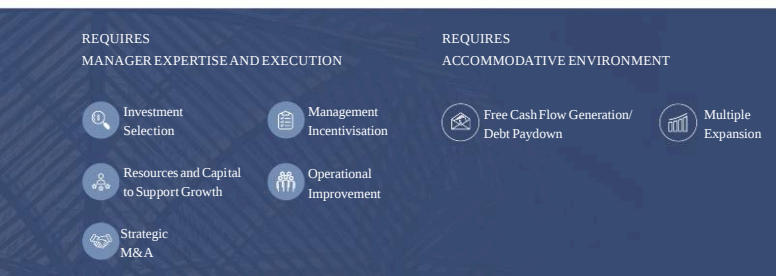 REQUIRES
MANAGER EXPERTISE AND EXECUTION
Investment
Selection
Management
Incentivisation
Resources and Capital
to Support Growth
Operational
Improvement
Strategic
M&A
REQUIRES
ACCOMMODATIVE ENVIRONMENT
Free Cash Flow Generation/
Debt Paydown
Multiple
Expansion